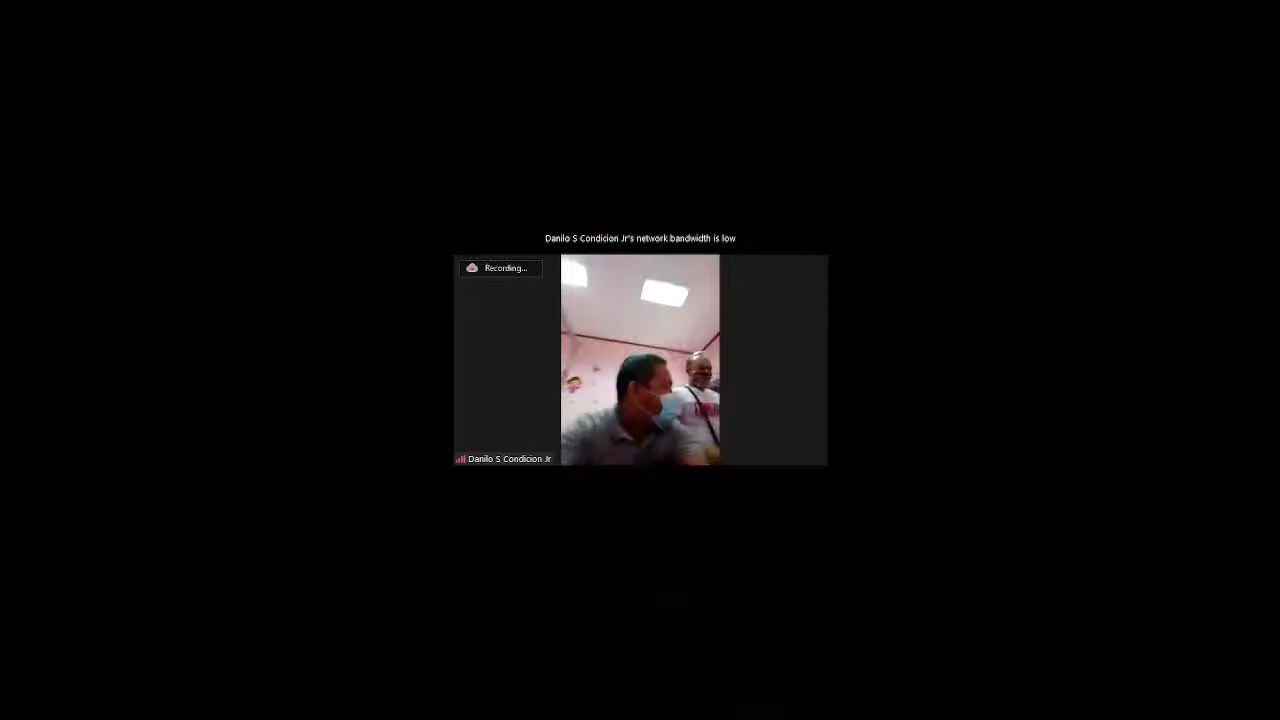 Danilo S Condicion Jr's network bandwidth is low
Recording...
Danilo S Condicion Jr